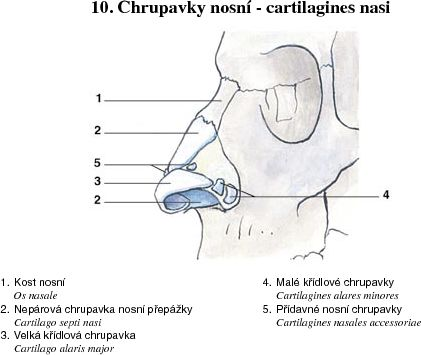 10. Chrupavky nosní - cartilagines nasi
1
2
5
3
2
4
1. Kost nosní
Os nasale
2. Nepárová chrupavka nosní přepážky
Cartilago septi nasi
3. Velká křídlová chrupavka
Cartilago alaris major
4. Malé křídlové chrupavky
Cartilagines alares minores
5. Přídavné nosní chrupavky
Cartilagines nasales accessoriae